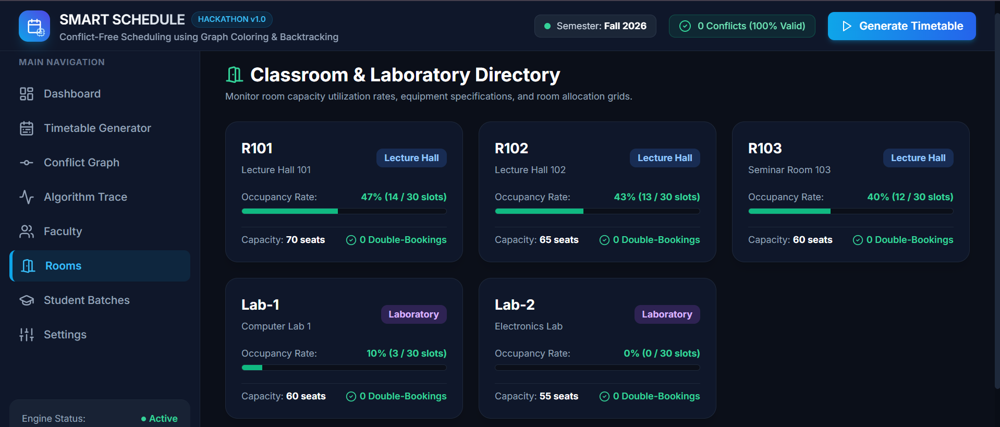 SMART SCHEDULE HACKATHON v1.0
Conflict-Free Scheduling using Graph Coloring & Backtracking
Semester: Fall 2026
0 Conflicts (100% Valid)
Generate Timetable
MAIN NAVIGATION
Dashboard
Timetable Generator
Conflict Graph
Algorithm Trace
Faculty
Rooms
Student Batches
Settings
Engine Status: Active
Classroom & Laboratory Directory
Monitor room capacity utilization rates, equipment specifications, and room allocation grids.
R101
Lecture Hall 101
Lecture Hall
Occupancy Rate: 47% (14 / 30 slots)
Capacity: 70 seats 0 Double-Bookings
R102
Lecture Hall 102
Lecture Hall
Occupancy Rate: 43% (13 / 30 slots)
Capacity: 65 seats 0 Double-Bookings
R103
Seminar Room 103
Lecture Hall
Occupancy Rate: 40% (12 / 30 slots)
Capacity: 60 seats 0 Double-Bookings
Lab-1
Computer Lab 1
Laboratory
Occupancy Rate: 10% (3 / 30 slots)
Capacity: 60 seats 0 Double-Bookings
Lab-2
Electronics Lab
Laboratory
Occupancy Rate: 0% (0 / 30 slots)
Capacity: 55 seats 0 Double-Bookings